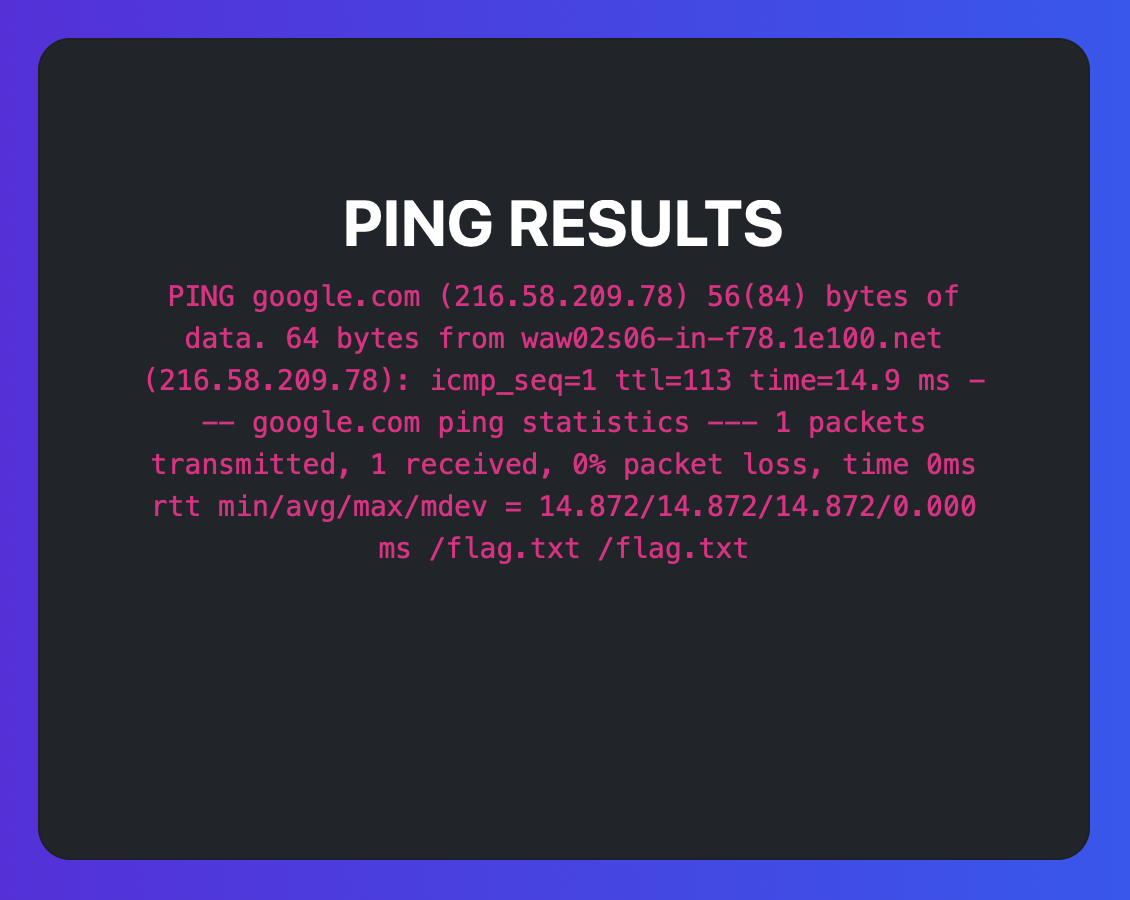 PING RESULTS
PING google.com (216.58.209.78) 56(84) bytes of
data. 64 bytes from waw02s06-in-f78.1e100.net
(216.58.209.78): icmp_seq=1 ttl=113 time=14.9 ms -
-- google.com ping statistics --- 1 packets
transmitted, 1 received, 0% packet loss, time 0ms
rtt min/avg/max/mdev = 14.872/14.872/14.872/0.000
ms /flag.txt /flag.txt